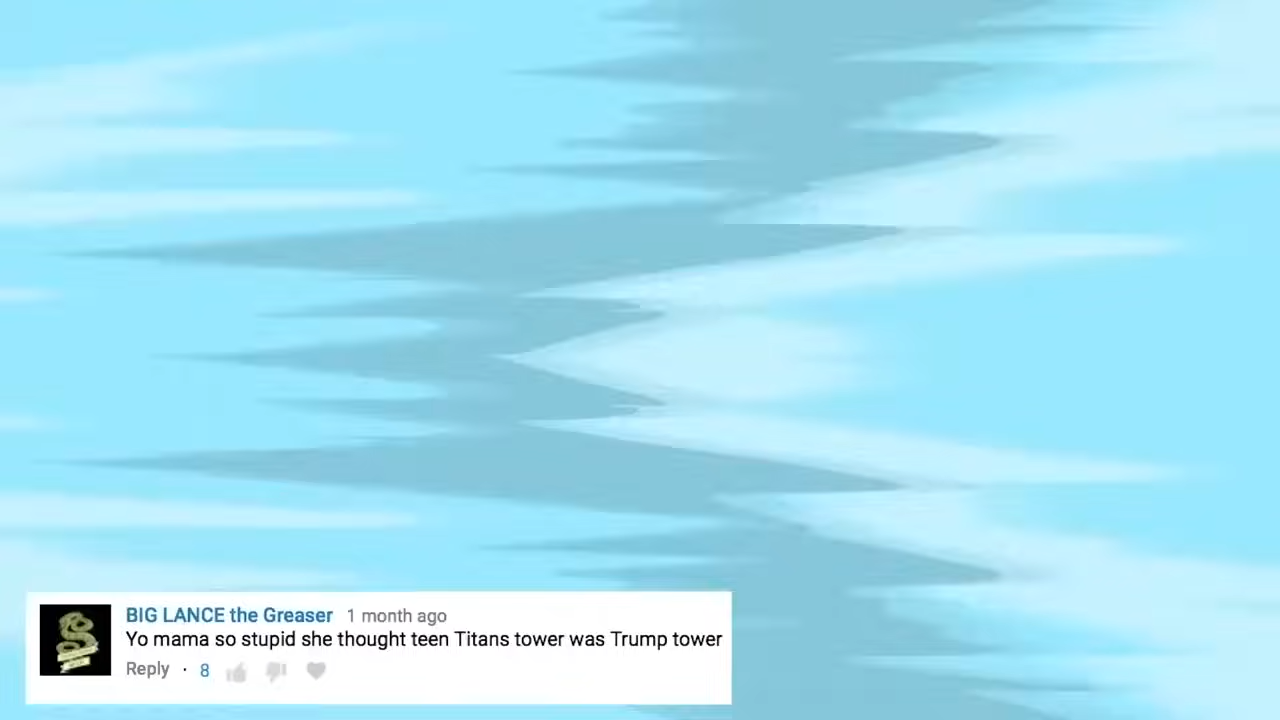 BIG LANCE the Greaser 1 month ago
Yo mama so stupid she thought teen Titans tower was Trump tower
Reply · 8